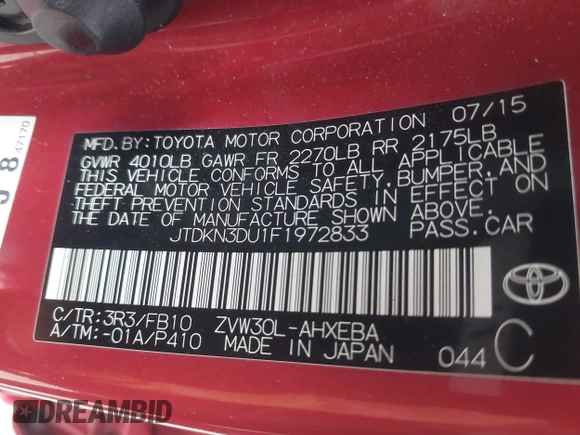 07/15
MFD. BY: TOYOTA MOTOR CORPORATION
GVWR 4010LB GAWR FR 2270LB RR 2175LB
THIS VEHICLE CONFORMS TO ALL APPLICABLE
FEDERAL MOTOR VEHICLE SAFETY, BUMPER, AND
THEFT PREVENTION STANDARDS IN EFFECT ON
THE DATE OF MANUFACTURE SHOWN ABOVE.
JTDKN3DU1F1972833 PASS. CAR
C/TR: 3R3/FB10 ZVW30L-AHXEBA
A/TM: -01A/P410 MADE IN JAPAN 044 C
47170
8
DREAMBID